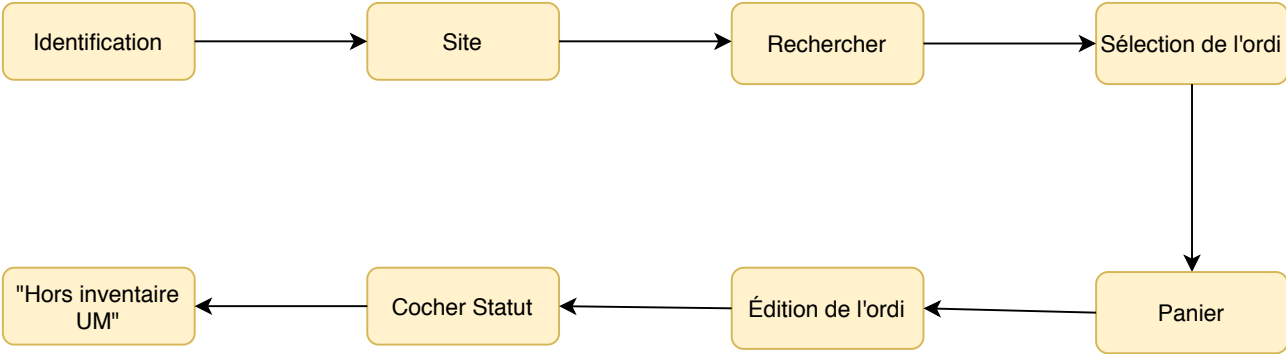 Identification
Site
Rechercher
Sélection de l'ordi
"Hors inventaire
UM"
Cocher Statut
Édition de l'ordi
Panier